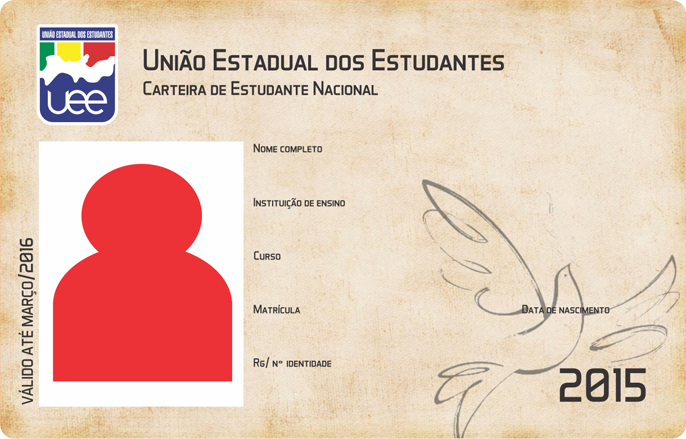 UNIÃO ESTADUAL DOS ESTUDANTES
uee
União Estadual dos Estudantes
Carteira de Estudante Nacional
Nome completo
Instituição de ensino
Curso
Matrícula
Data de nascimento
Rg/ nº identidade
2015
VÁLIDO ATÉ MARÇO/2016